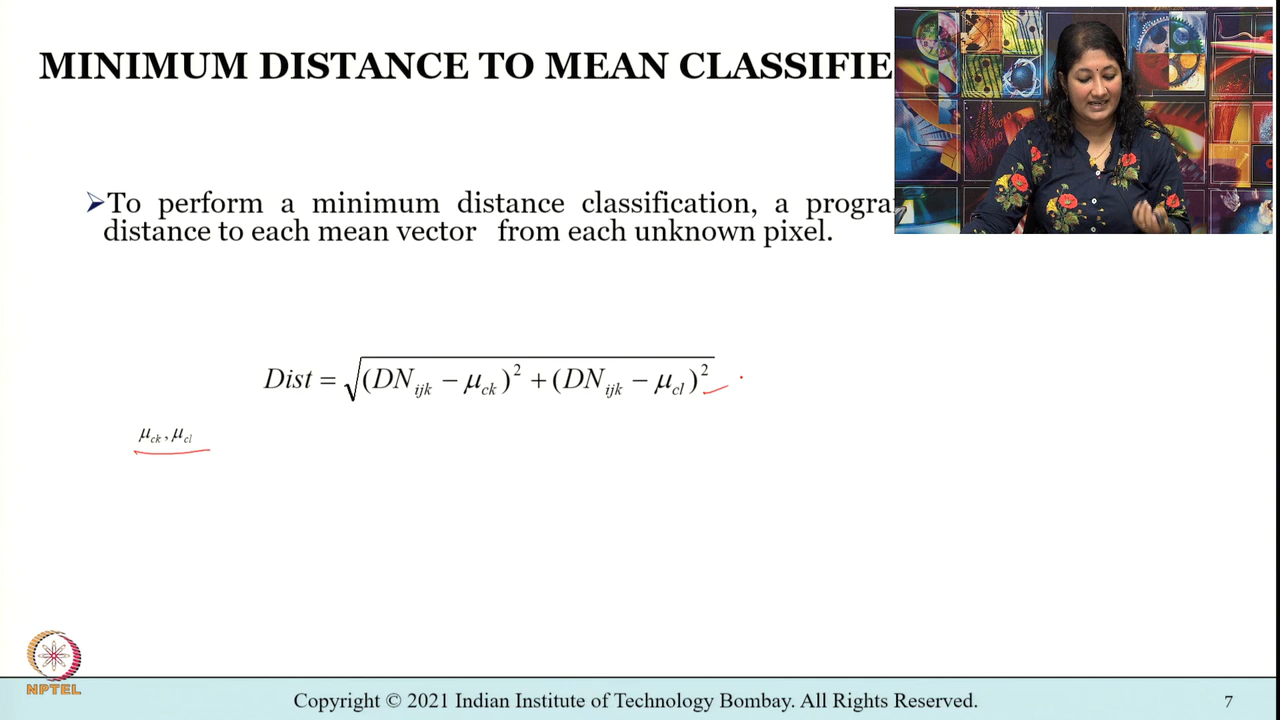 MINIMUM DISTANCE TO MEAN CLASSIFIE
➢To perform a minimum distance classification, a progra
distance to each mean vector from each unknown pixel.
Dist = √(DN_ijk − μ_ck)² + (DN_ijk − μ_cl)²
μ_ck, μ_cl
NPTEL
Copyright © 2021 Indian Institute of Technology Bombay. All Rights Reserved.
7